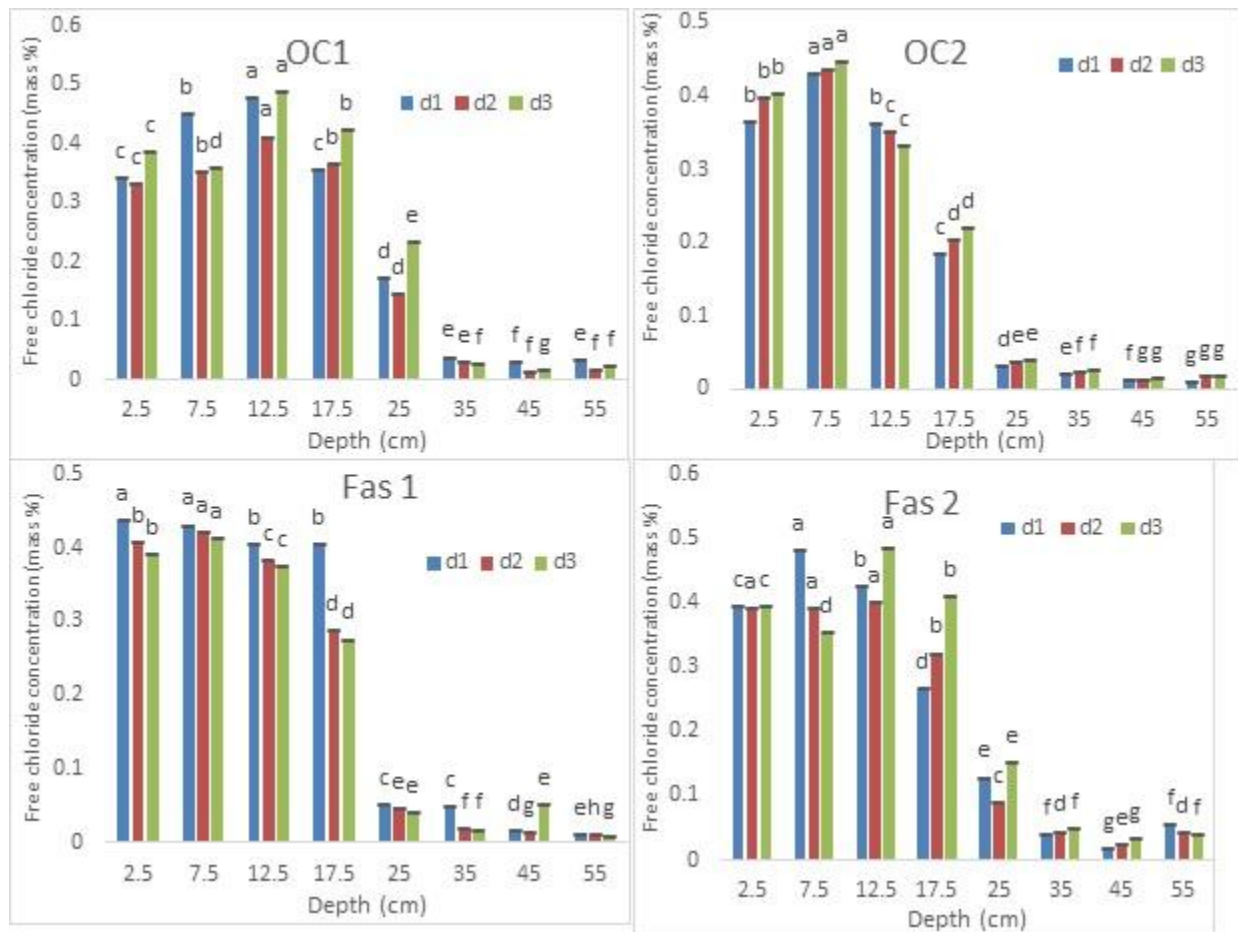 OC1
Free chloride concentration (mass %)
0.6
0.5
0.4
0.3
0.2
0.1
0
d1 d2 d3
c c c
b b d
a a a
c b b
d d e
e e f
f f g
e f f
2.5 7.5 12.5 17.5 25 35 45 55
Depth (cm)
OC2
Free chloride concentration (mass %)
0.5
0.4
0.3
0.2
0.1
0
d1 d2 d3
b b b
a a a
b c c
c d d
d e e
e f f
f g g
g g g
2.5 7.5 12.5 17.5 25 35 45 55
Depth (cm)
Fas 1
Free chloride concentration (mass %)
0.5
0.4
0.3
0.2
0.1
0
d1 d2 d3
a b b
a a a
b c c
b d d
c e e
c f f
d g e
e h g
2.5 7.5 12.5 17.5 25 35 45 55
Depth (cm)
Fas 2
Free chloride concentration (mass %)
0.6
0.5
0.4
0.3
0.2
0.1
0
d1 d2 d3
c a c
a a d
b a a
d b b
e c e
f d f
g e g
f d f
2.5 7.5 12.5 17.5 25 35 45 55
Depth (cm)